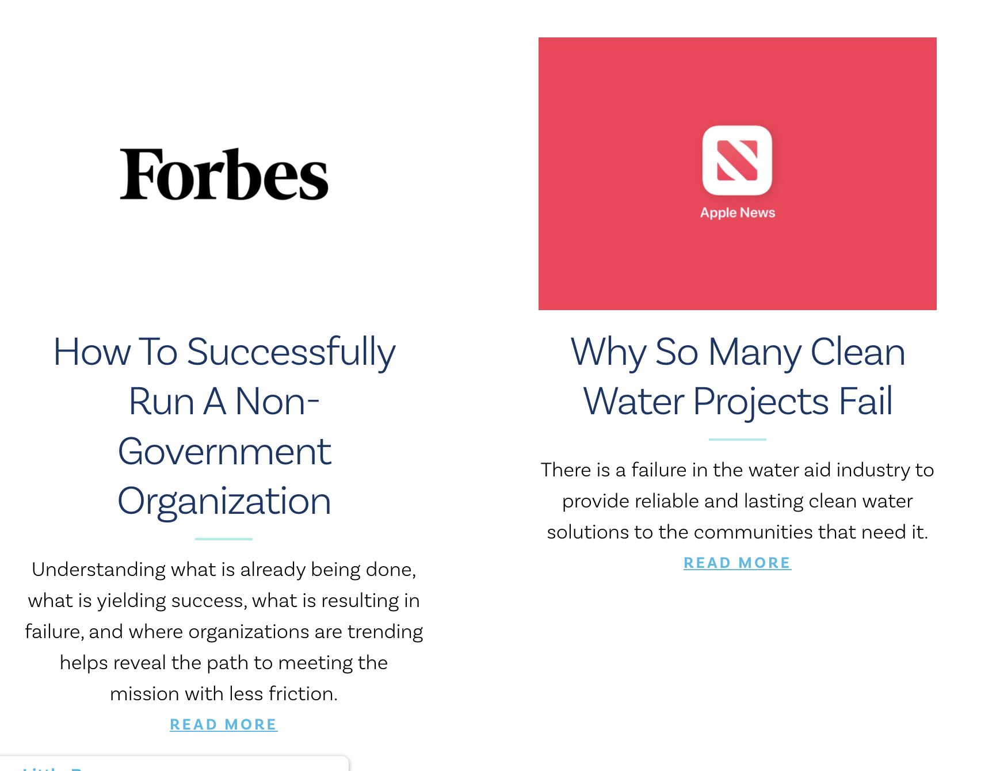 Forbes
How To Successfully
Run A Non-
Government
Organization
Understanding what is already being done,
what is yielding success, what is resulting in
failure, and where organizations are trending
helps reveal the path to meeting the
mission with less friction.
READ MORE
Apple News
Why So Many Clean
Water Projects Fail
There is a failure in the water aid industry to
provide reliable and lasting clean water
solutions to the communities that need it.
READ MORE